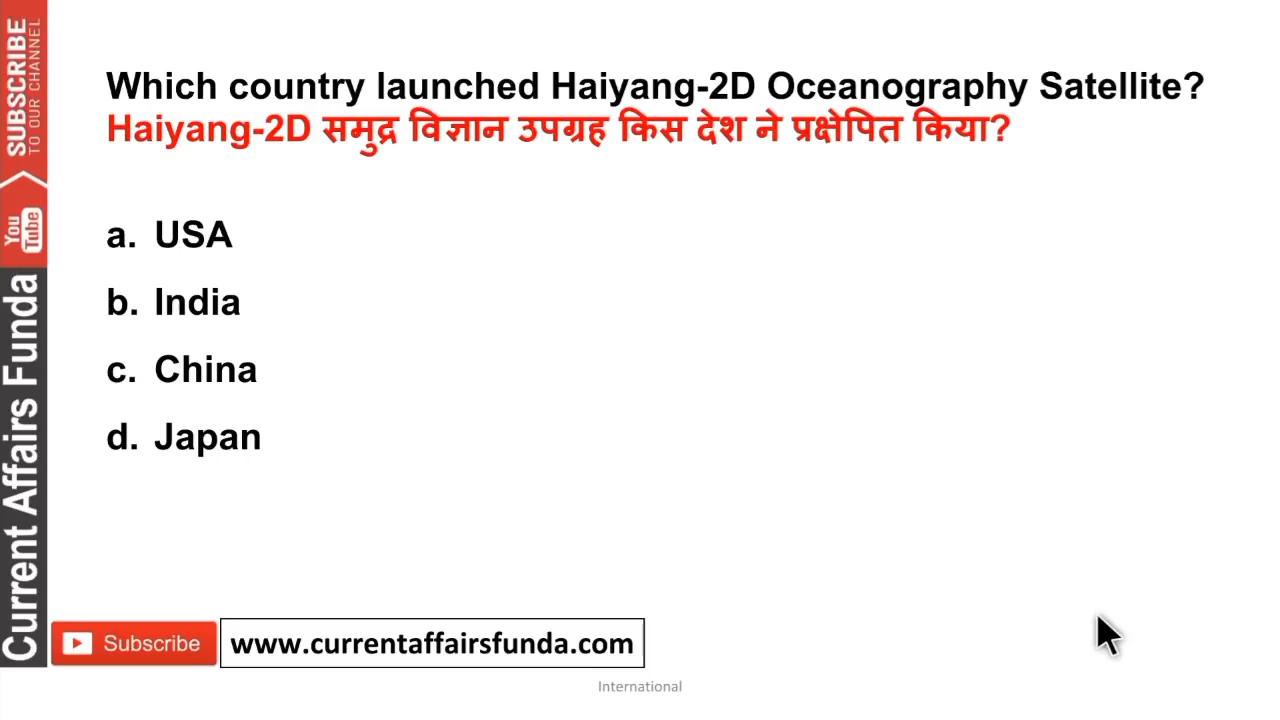 Which country launched Haiyang-2D Oceanography Satellite?
Haiyang-2D समुद्र विज्ञान उपग्रह किस देश ने प्रक्षेपित किया?
a. USA
b. India
c. China
d. Japan
SUBSCRIBE
TO OUR CHANNEL
You
Tube
Current Affairs Funda
Subscribe
www.currentaffairsfunda.com
International